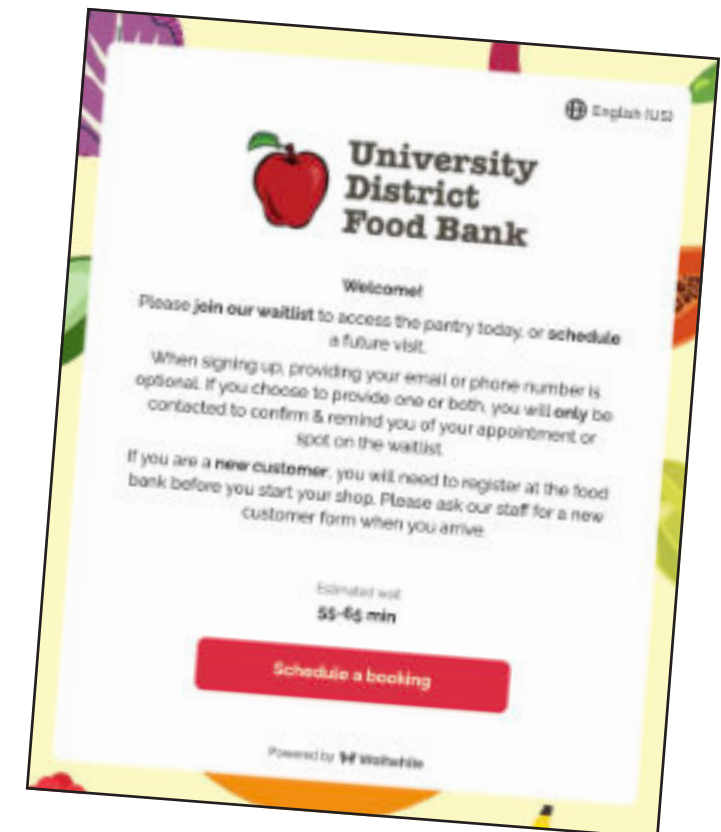 English (US)
University
District
Food Bank
Welcome!
Please join our waitlist to access the pantry today, or schedule
a future visit.
When signing up, providing your email or phone number is
optional. If you choose to provide one or both, you will only be
contacted to confirm & remind you of your appointment or
spot on the waitlist.
If you are a new customer, you will need to register at the food
bank before you start your shop. Please ask our staff for a new
customer form when you arrive.
Estimated wait
55-65 min
Schedule a booking
Powered by Waitwhile